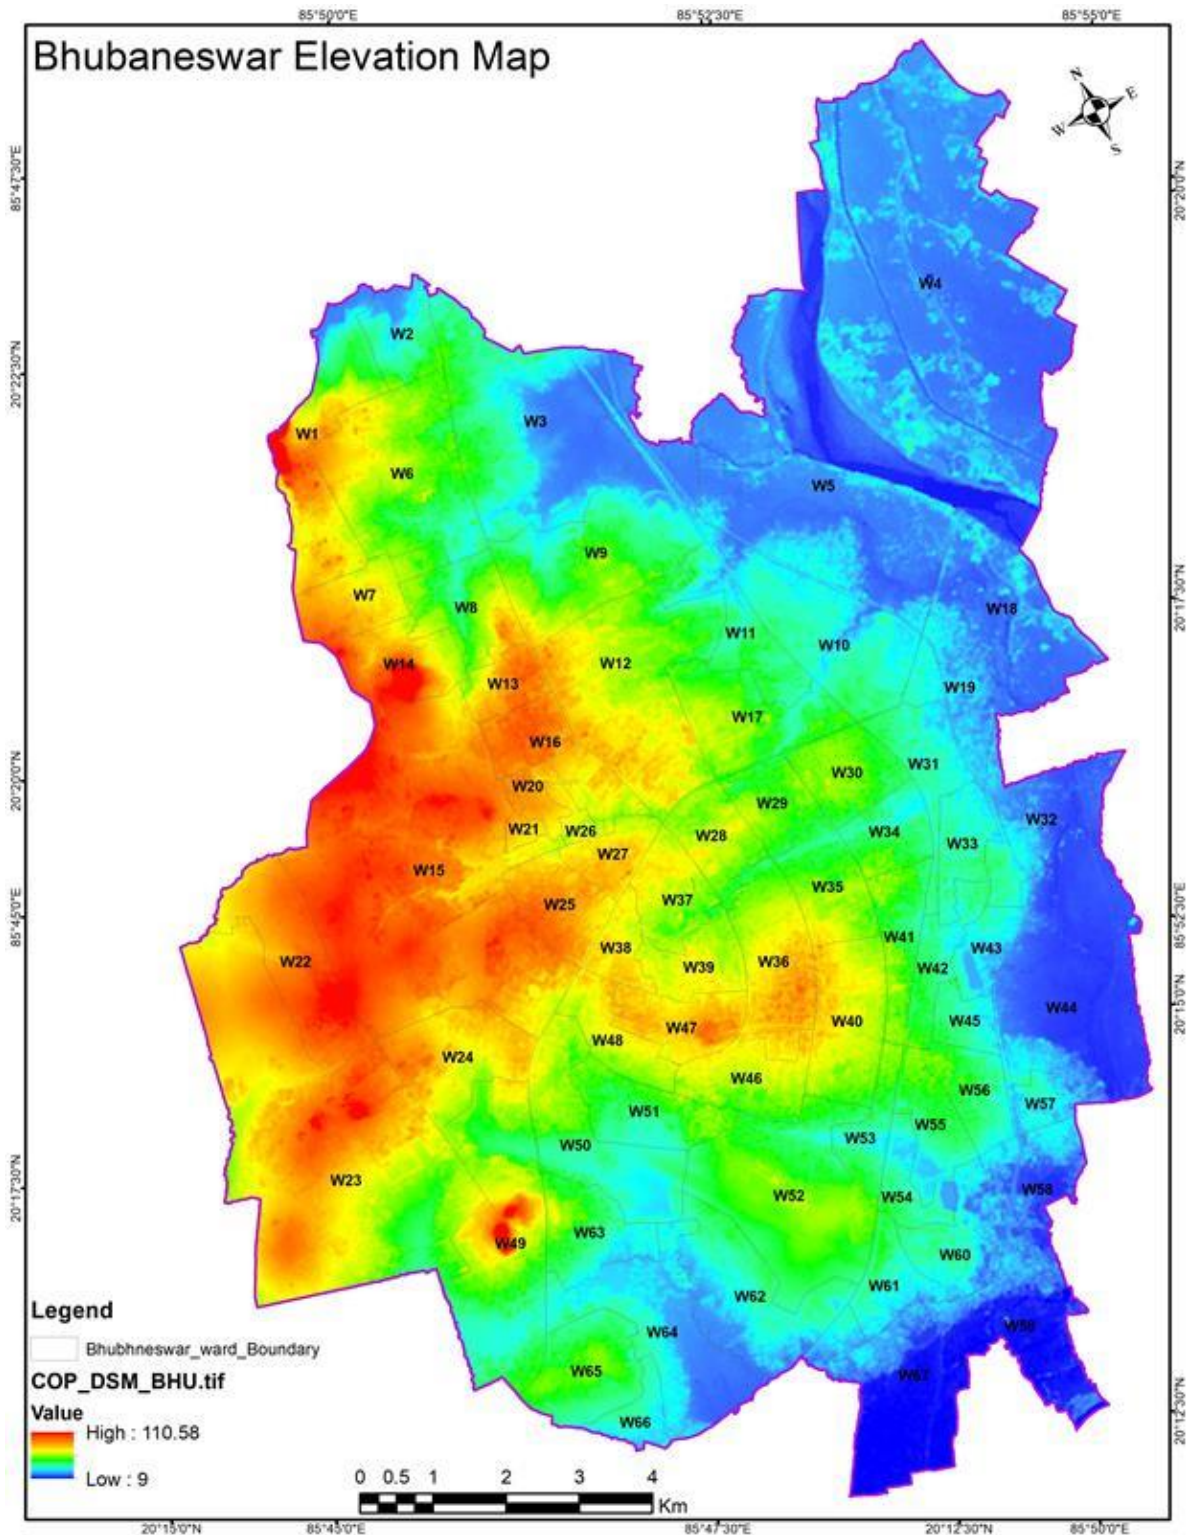 85°50'0"E 85°52'30"E 85°55'0"E
Bhubaneswar Elevation Map
N
E
W
S
85°47'30"E
20°20'0"N
W4
W2
20°22'30"N
W3
W1
W6
W5
W9
W7
W8
W18
20°17'30"N
W11
W10
W14
W12
W13
W19
W17
W16
W31
W30
20°20'0"N
W20
W29
W32
W21
W26
W28
W34
W33
W27
W15
W35
W37
W25
85°45'0"E
85°52'30"E
W41
W38
W43
W22
W39
W36
W42
W44
20°15'0"N
W47
W40
W45
W48
W24
W46
W56
W57
W51
W55
W53
W50
W23
W52
W54
W58
20°17'30"N
W63
W49
W60
W61
W62
Legend
W59
W64
Bhubhneswar_ward_Boundary
W65
W67
COP_DSM_BHU.tif
Value
W66
20°12'30"N
High : 110.58
Low : 9
0 0.5 1 2 3 4
Km
20°15'0"N 85°45'0"E 85°47'30"E 20°12'30"N 85°50'0"E